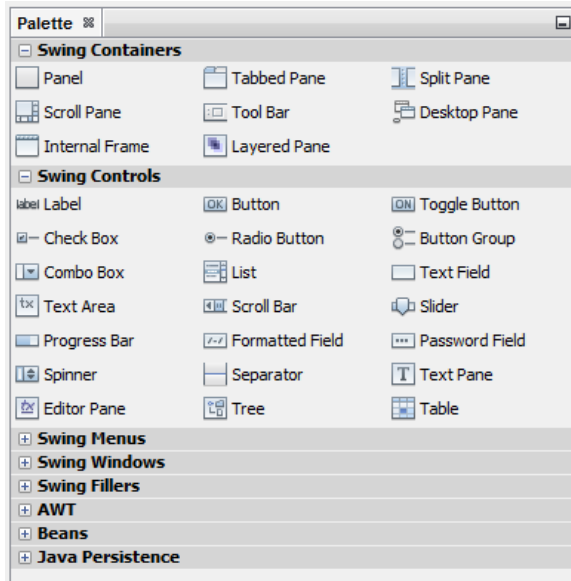 Palette
Swing Containers
Panel Tabbed Pane Split Pane
Scroll Pane Tool Bar Desktop Pane
Internal Frame Layered Pane
Swing Controls
label Label OK Button ON Toggle Button
Check Box Radio Button Button Group
Combo Box List Text Field
tx Text Area Scroll Bar Slider
Progress Bar Formatted Field Password Field
Spinner Separator T Text Pane
Editor Pane Tree Table
Swing Menus
Swing Windows
Swing Fillers
AWT
Beans
Java Persistence